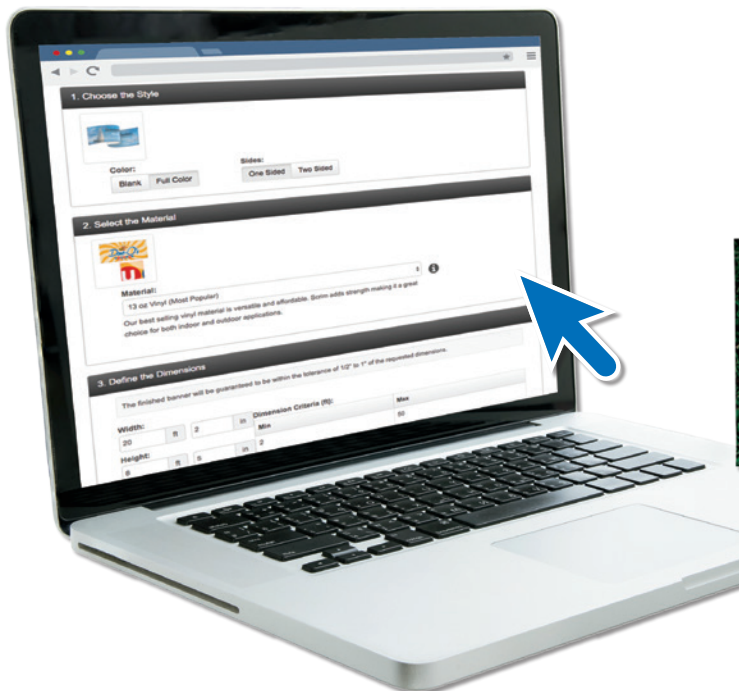 1. Choose the Style
Color:
Blank
Full Color
Sides:
One Sided
Two Sided
2. Select the Material
Material:
13 oz Vinyl (Most Popular)
Our best selling vinyl material is versatile and affordable. Scrim adds strength making it a great
choice for both indoor and outdoor applications.
3. Define the Dimensions
The finished banner will be guaranteed to be within the tolerance of 1/2" to 1" of the requested dimensions.
Width:
20 ft 2 in
Dimension Criteria (ft):
Min Max
2 50
Height:
ft 5 in